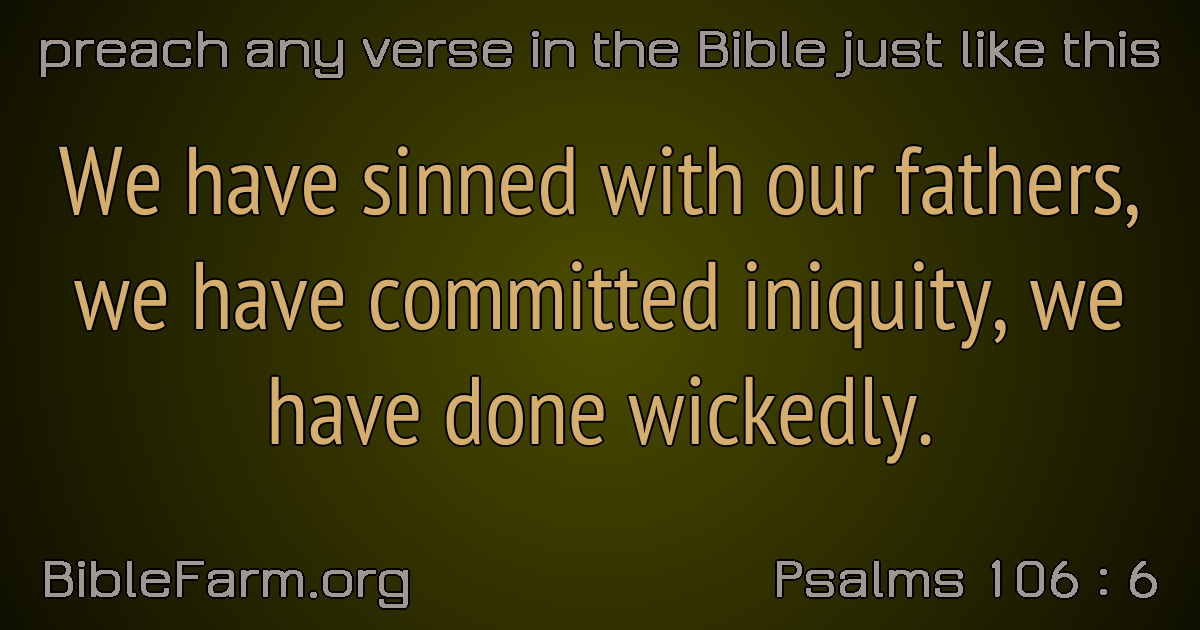 preach any verse in the Bible just like this
We have sinned with our fathers,
we have committed iniquity, we
have done wickedly.
BibleFarm.org
Psalms 106 : 6